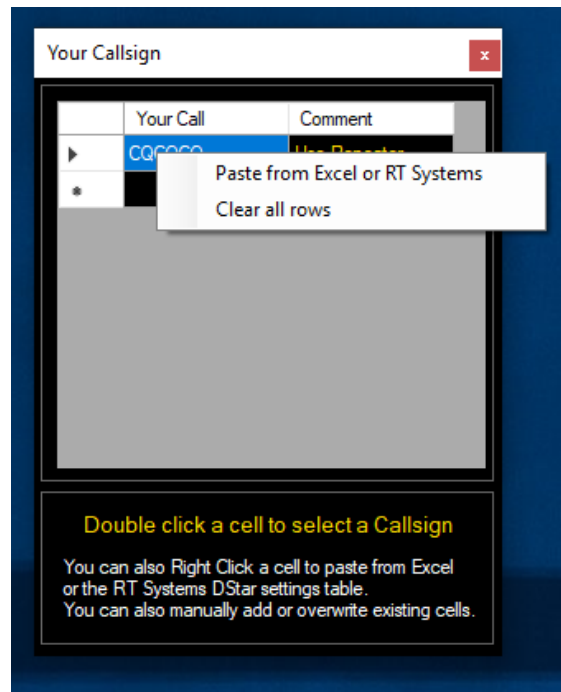 Your Callsign
x
Your Call Comment
Paste from Excel or RT Systems
Clear all rows
Double click a cell to select a Callsign
You can also Right Click a cell to paste from Excel
or the RT Systems DStar settings table.
You can also manually add or overwrite existing cells.